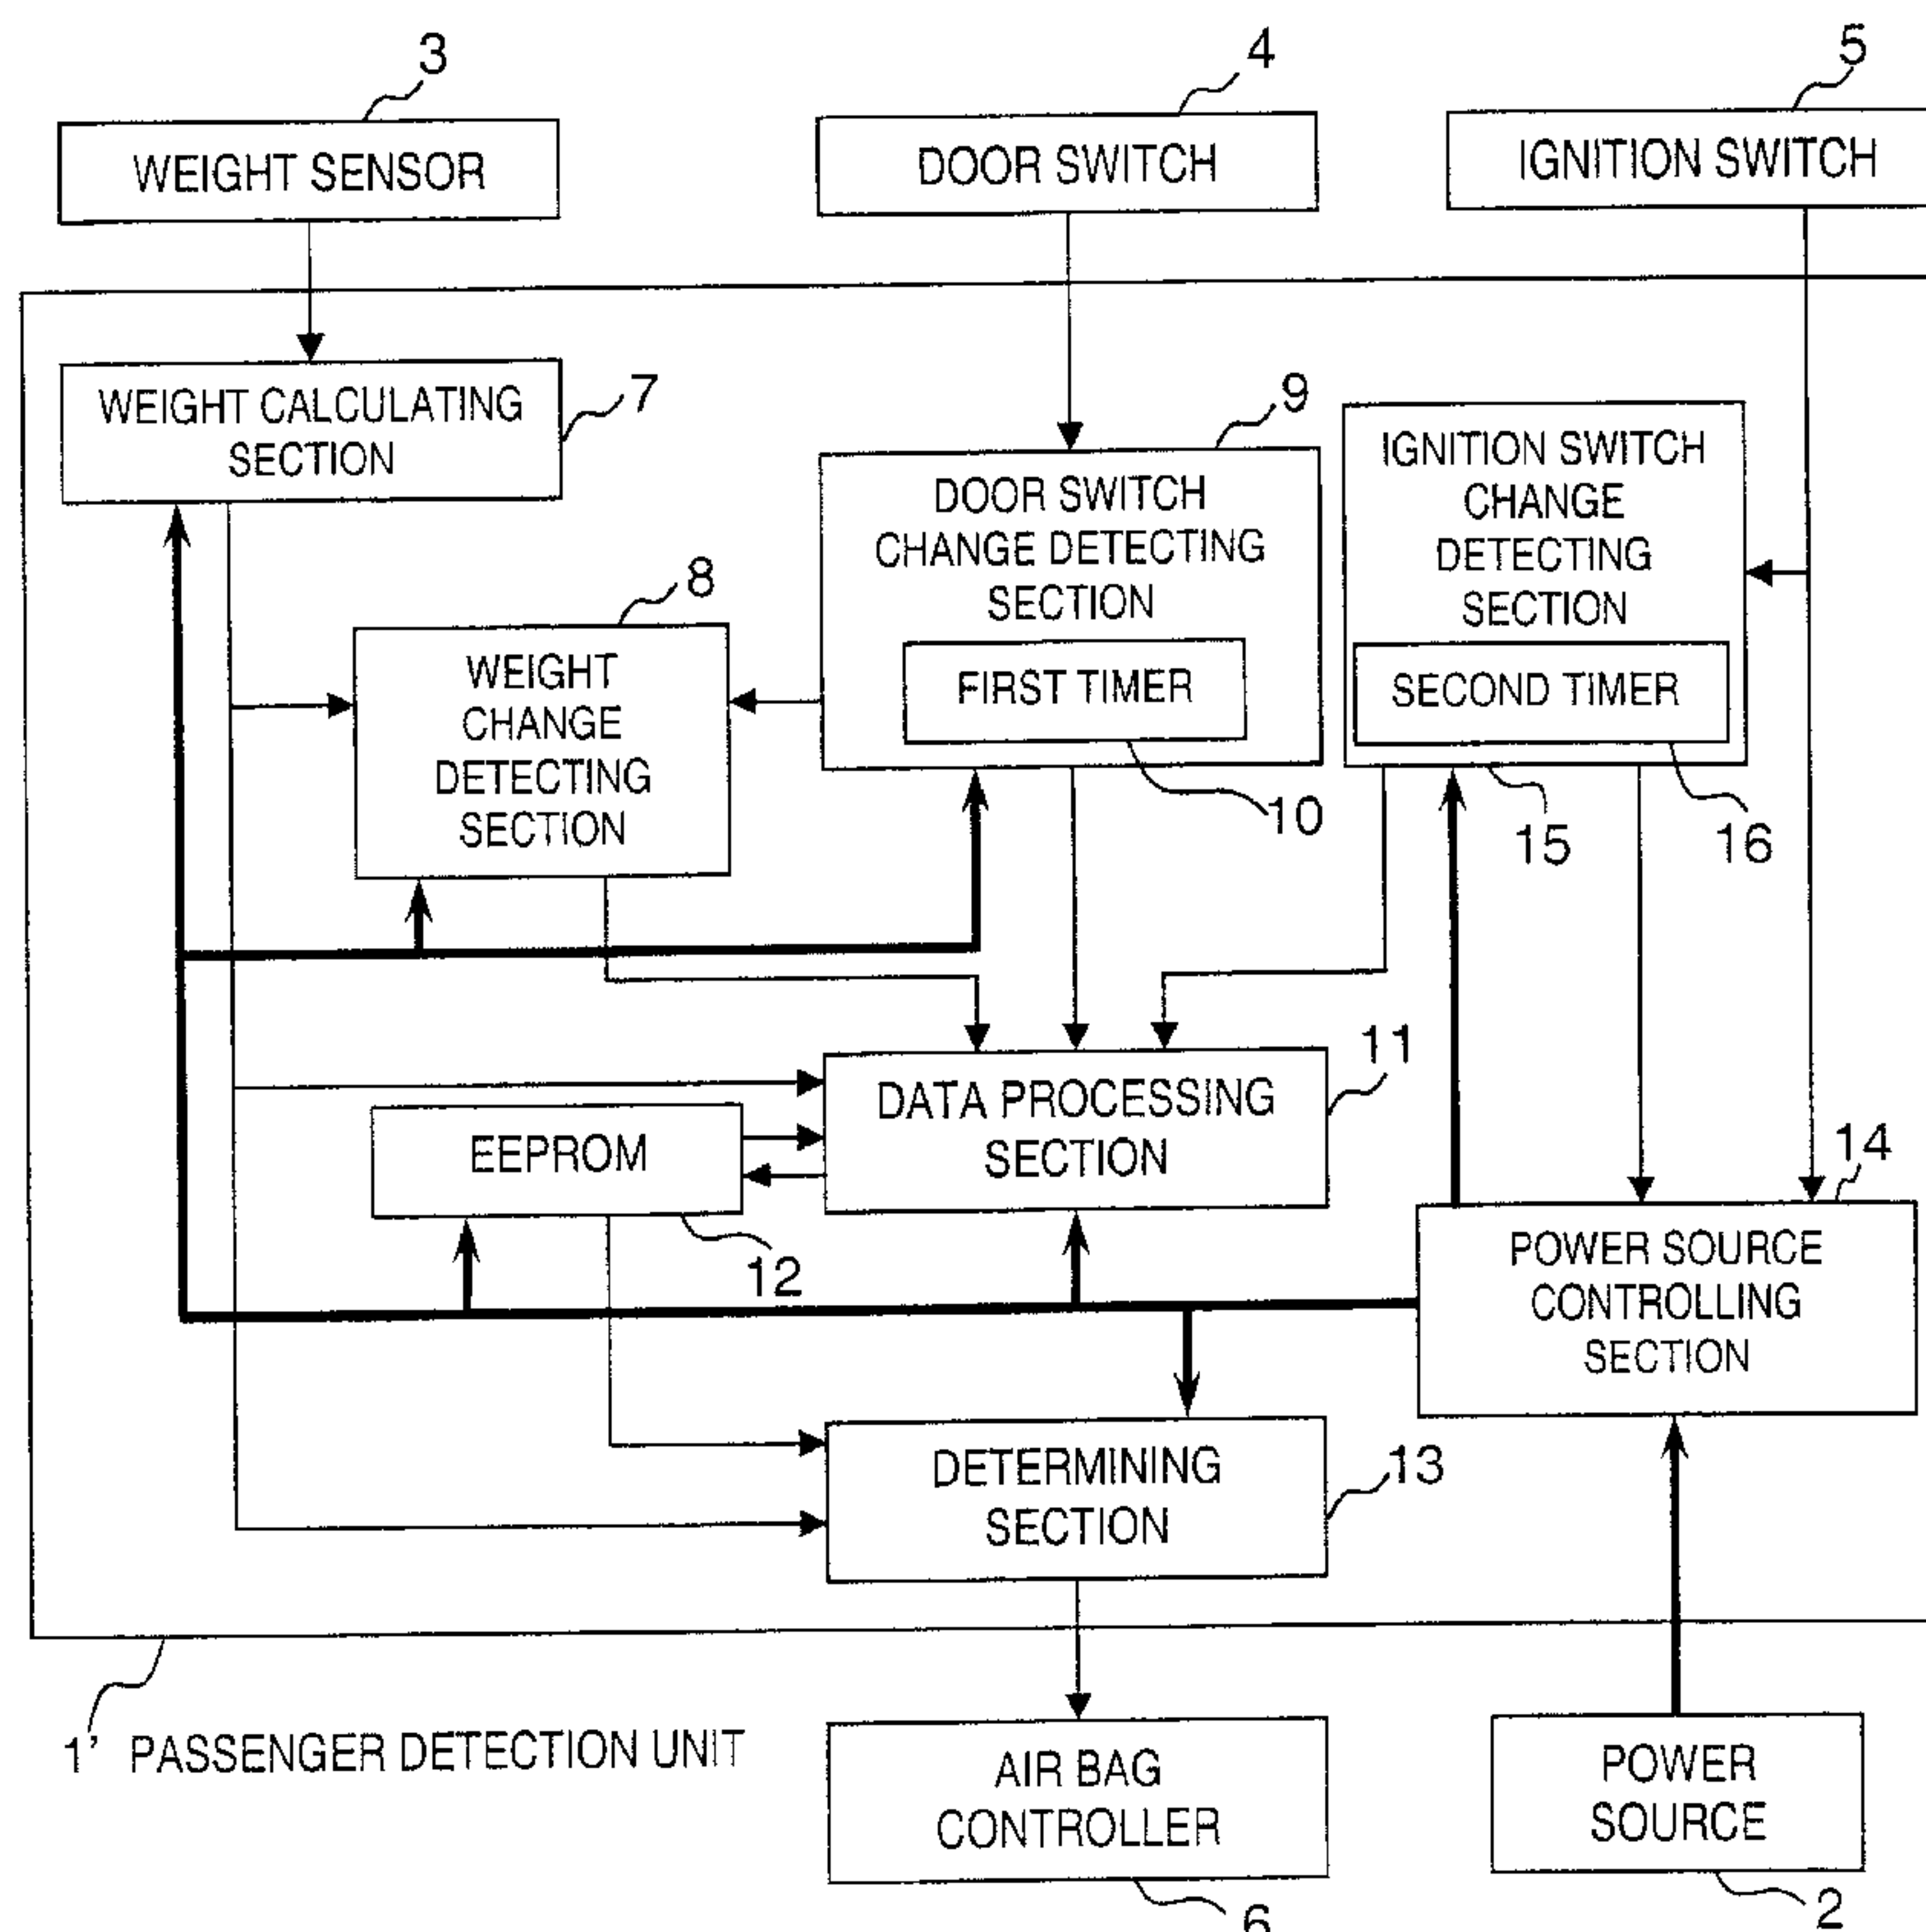 3
4
5
WEIGHT SENSOR
DOOR SWITCH
IGNITION SWITCH
WEIGHT CALCULATING
SECTION
7
9
DOOR SWITCH
CHANGE DETECTING
SECTION
FIRST TIMER
10
IGNITION SWITCH
CHANGE
DETECTING
SECTION
SECOND TIMER
15
16
8
WEIGHT
CHANGE
DETECTING
SECTION
11
DATA PROCESSING
SECTION
EEPROM
12
14
POWER SOURCE
CONTROLLING
SECTION
DETERMINING
SECTION
13
1' PASSENGER DETECTION UNIT
AIR BAG
CONTROLLER
6
POWER
SOURCE
2